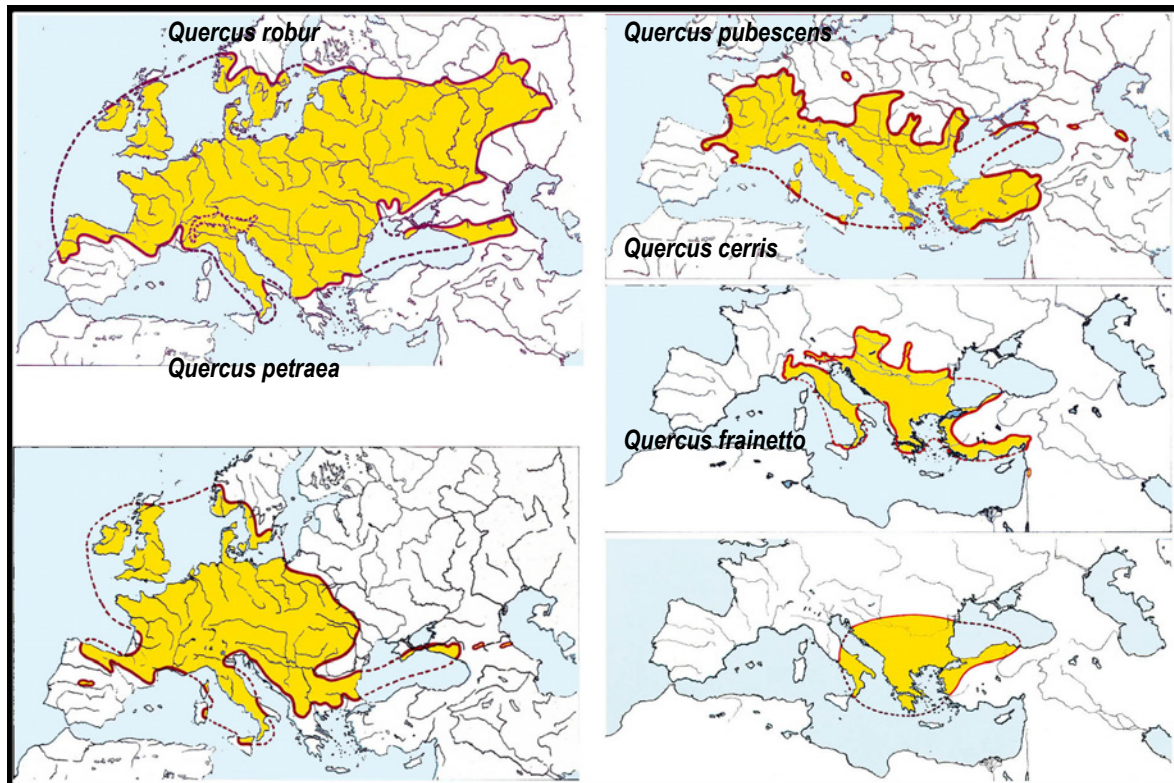 Quercus robur
Quercus petraea
Quercus pubescens
Quercus cerris
Quercus frainetto